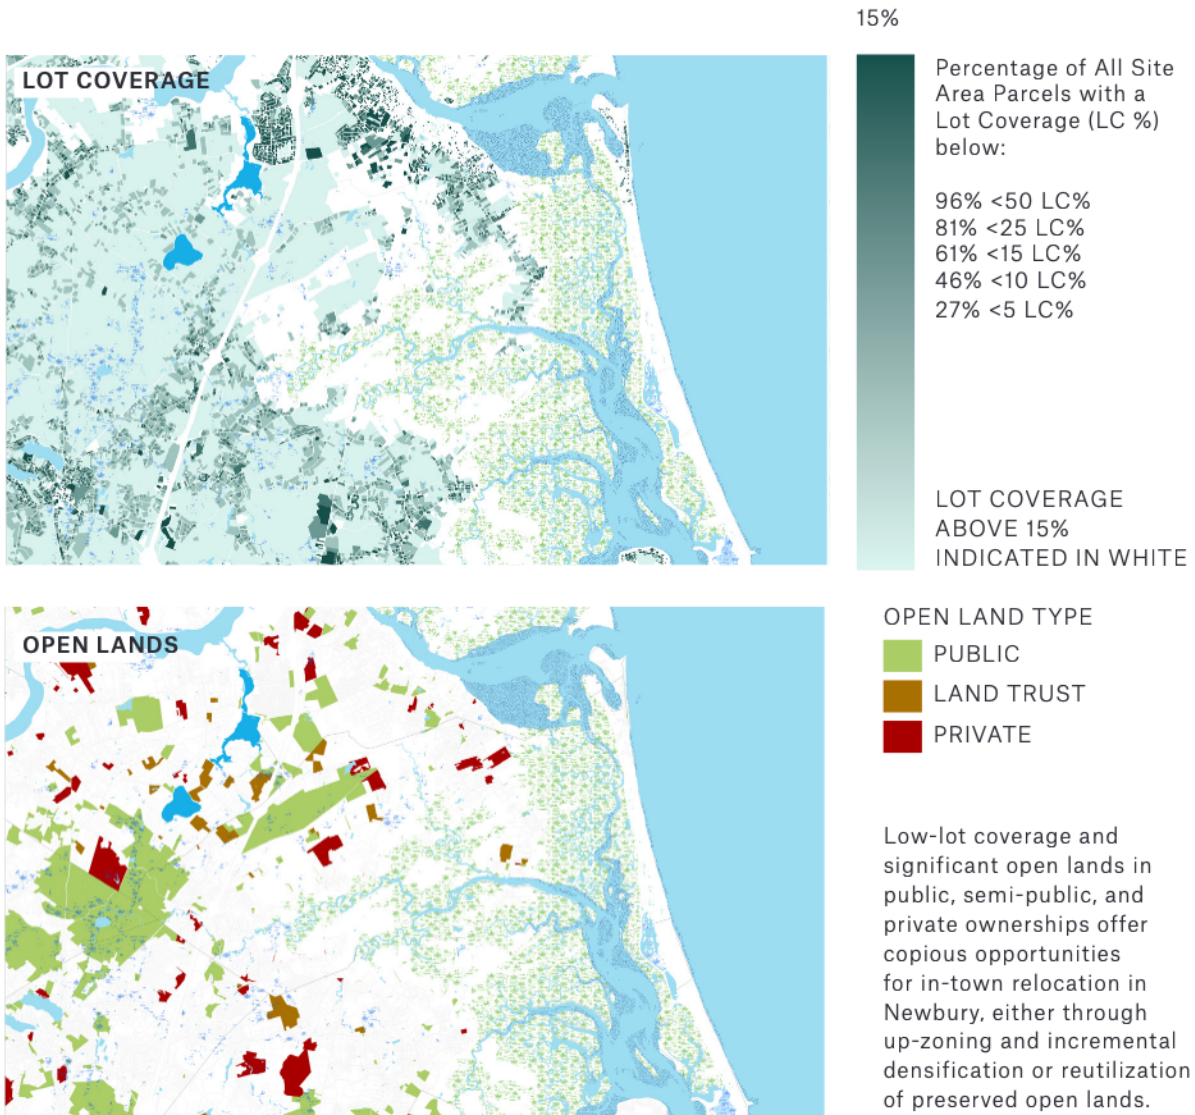 15%
LOT COVERAGE
Percentage of All Site
Area Parcels with a
Lot Coverage (LC %)
below:
96% <50 LC%
81% <25 LC%
61% <15 LC%
46% <10 LC%
27% <5 LC%
LOT COVERAGE
ABOVE 15%
INDICATED IN WHITE
OPEN LANDS
OPEN LAND TYPE
PUBLIC
LAND TRUST
PRIVATE
Low-lot coverage and
significant open lands in
public, semi-public, and
private ownerships offer
copious opportunities
for in-town relocation in
Newbury, either through
up-zoning and incremental
densification or reutilization
of preserved open lands.